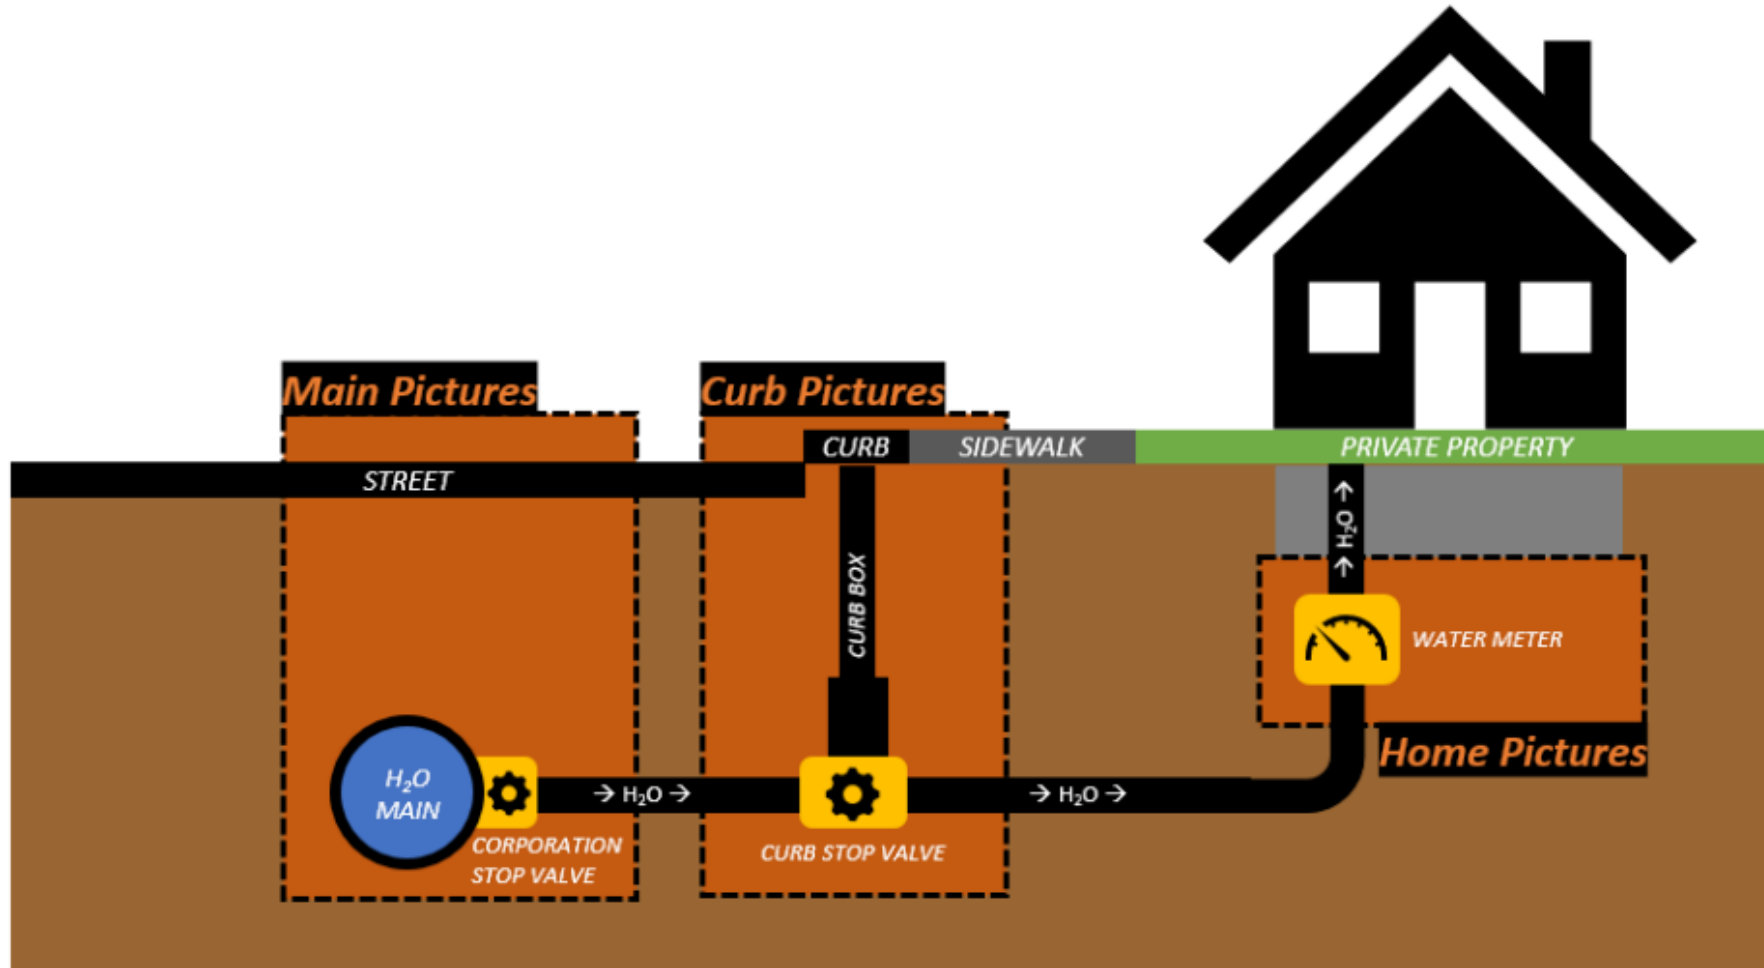 Main Pictures
Curb Pictures
CURB
SIDEWALK
PRIVATE PROPERTY
STREET
→ H₂O →
CURB BOX
WATER METER
Home Pictures
H₂O
MAIN
→ H₂O →
→ H₂O →
CORPORATION
STOP VALVE
CURB STOP VALVE